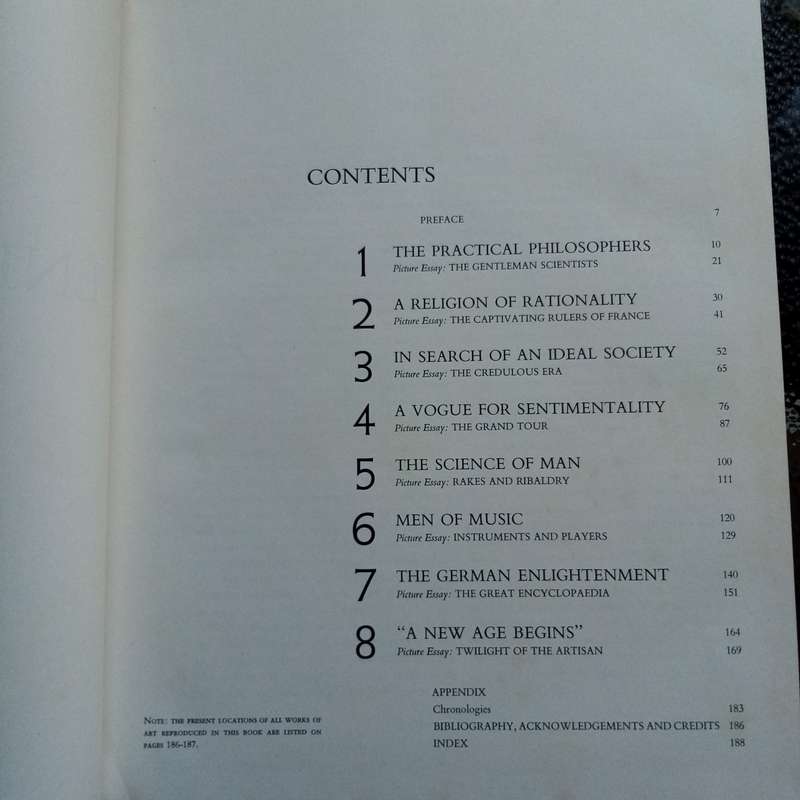 CONTENTS
PREFACE 7
1 THE PRACTICAL PHILOSOPHERS 10
Picture Essay: THE GENTLEMAN SCIENTISTS 21
2 A RELIGION OF RATIONALITY 30
Picture Essay: THE CAPTIVATING RULERS OF FRANCE 41
3 IN SEARCH OF AN IDEAL SOCIETY 52
Picture Essay: THE CREDULOUS ERA 65
4 A VOGUE FOR SENTIMENTALITY 76
Picture Essay: THE GRAND TOUR 87
5 THE SCIENCE OF MAN 100
Picture Essay: RAKES AND RIBALDRY 111
6 MEN OF MUSIC 120
Picture Essay: INSTRUMENTS AND PLAYERS 129
7 THE GERMAN ENLIGHTENMENT 140
Picture Essay: THE GREAT ENCYCLOPAEDIA 151
8 “A NEW AGE BEGINS” 164
Picture Essay: TWILIGHT OF THE ARTISAN 169
APPENDIX
Chronologies 183
BIBLIOGRAPHY, ACKNOWLEDGEMENTS AND CREDITS 186
INDEX 188
NOTE: THE PRESENT LOCATIONS OF ALL WORKS OF
ART REPRODUCED IN THIS BOOK ARE LISTED ON
PAGES 186-187.